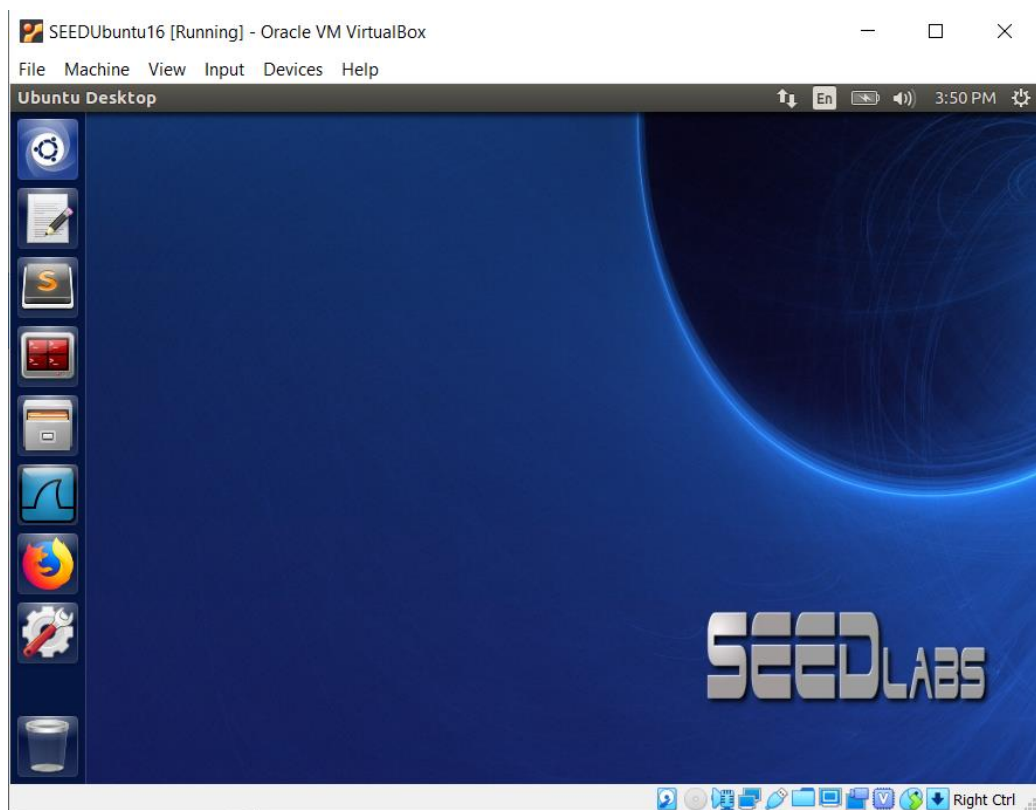 SEEDUbuntu16 [Running] - Oracle VM VirtualBox
File Machine View Input Devices Help
Ubuntu Desktop En 3:50 PM
S
SEEDLABS
V
Right Ctrl